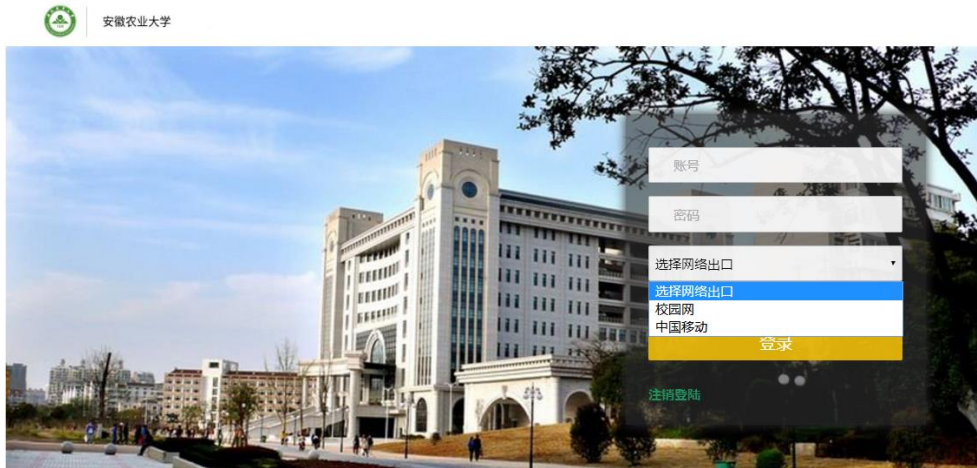 安徽农业大学
账号
密码
选择网络出口
选择网络出口
校园网
中国移动
登录
注销登陆